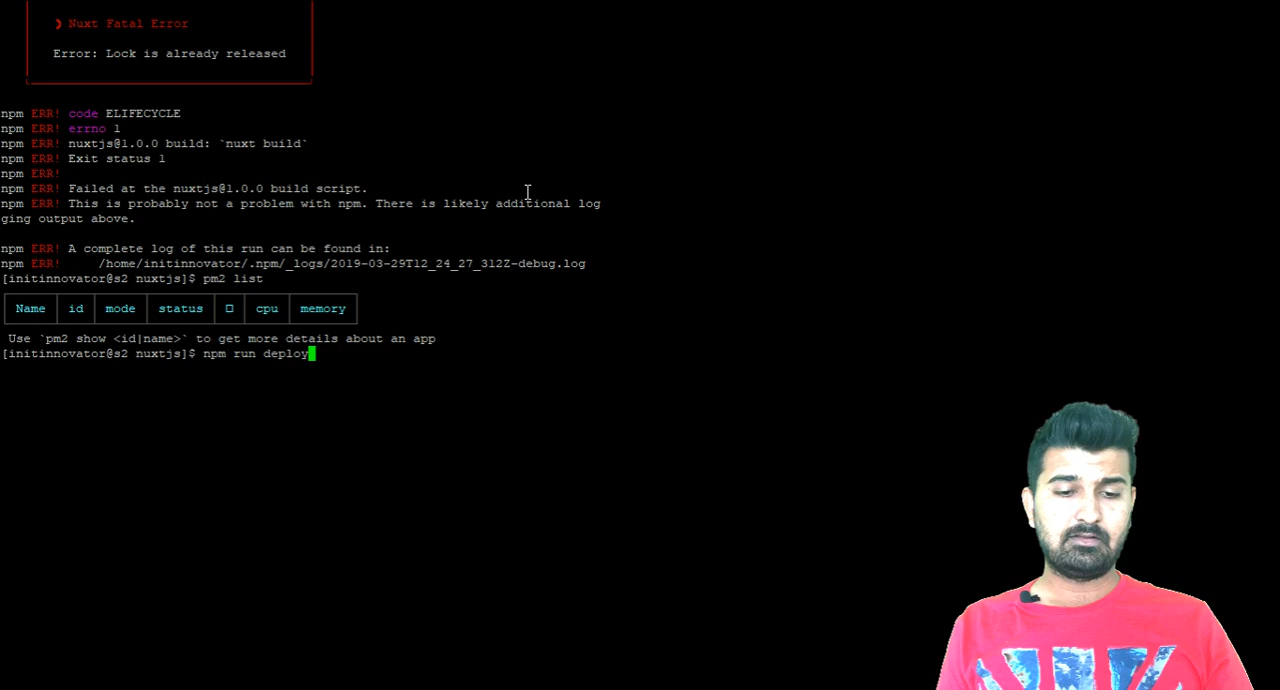 ❯ Nuxt Fatal Error
Error: Lock is already released
npm ERR! code ELIFECYCLE
npm ERR! errno 1
npm ERR! nuxtjs@1.0.0 build: `nuxt build`
npm ERR! Exit status 1
npm ERR!
npm ERR! Failed at the nuxtjs@1.0.0 build script.
npm ERR! This is probably not a problem with npm. There is likely additional log
ging output above.
npm ERR! A complete log of this run can be found in:
npm ERR!     /home/initinnovator/.npm/_logs/2019-03-29T12_24_27_312Z-debug.log
[initinnovator@s2 nuxtjs]$ pm2 list
Name id mode status □ cpu memory
Use `pm2 show <id|name>` to get more details about an app
[initinnovator@s2 nuxtjs]$ npm run deploy